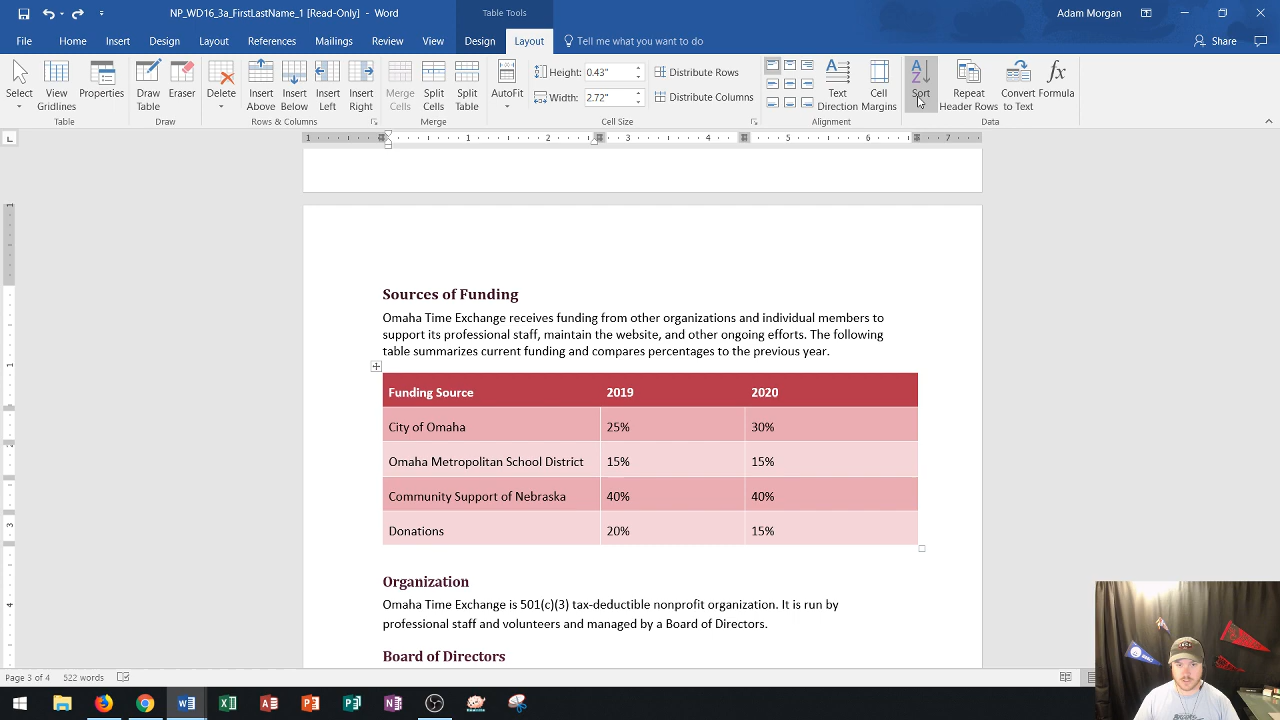 NP_WD16_3a_FirstLastName_1 [Read-Only] - Word
Table Tools
Adam Morgan
File Home Insert Design Layout References Mailings Review View Design Layout Tell me what you want to do Share
Select View Gridlines Properties Draw Table Eraser Delete Insert Above Insert Below Insert Left Insert Right Merge Cells Split Cells Split Table AutoFit Height: 0.43" Width: 2.72" Distribute Rows Distribute Columns Text Direction Cell Margins Sort Repeat Header Rows Convert to Text Formula
Table Draw Rows & Columns Merge Cell Size Alignment Data
Sources of Funding
Omaha Time Exchange receives funding from other organizations and individual members to
support its professional staff, maintain the website, and other ongoing efforts. The following
table summarizes current funding and compares percentages to the previous year.
Funding Source 2019 2020
City of Omaha 25% 30%
Omaha Metropolitan School District 15% 15%
Community Support of Nebraska 40% 40%
Donations 20% 15%
Organization
Omaha Time Exchange is 501(c)(3) tax-deductible nonprofit organization. It is run by
professional staff and volunteers and managed by a Board of Directors.
Board of Directors
Page 3 of 4 522 words